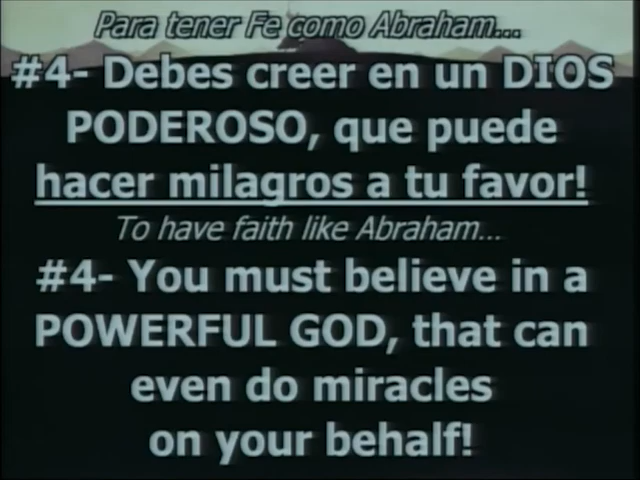 Para tener Fe como Abraham...
#4- Debes creer en un DIOS
PODEROSO, que puede
hacer milagros a tu favor!
To have faith like Abraham...
#4- You must believe in a
POWERFUL GOD, that can
even do miracles
on your behalf!